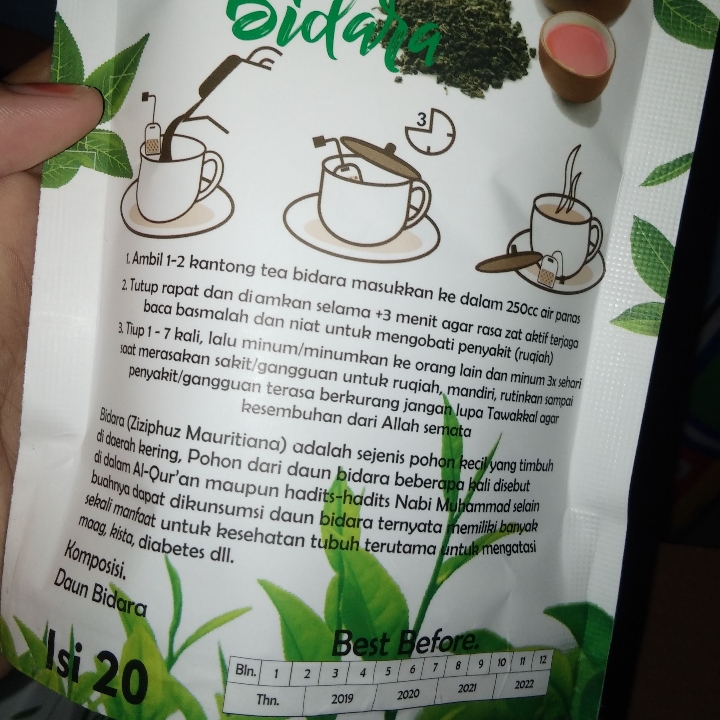 Bidara
3
1. Ambil 1-2 kantong tea bidara masukkan ke dalam 250cc air panas
2. Tutup rapat dan diamkan selama +3 menit agar rasa zat aktif terjaga
baca basmalah dan niat untuk mengobati penyakit (ruqiah)
3. Tiup 1 - 7 kali, lalu minum/minumkan ke orang lain dan minum 3x sehari
saat merasakan sakit/gangguan untuk ruqiah, mandiri, rutinkan sampai
penyakit/gangguan terasa berkurang jangan lupa Tawakkal agar
kesembuhan dari Allah semata
Bidara (Ziziphuz Mauritiana) adalah sejenis pohon kecil yang timbuh
di daerah kering, Pohon dari daun bidara beberapa kali disebut
di dalam Al-Qur'an maupun hadits-hadits Nabi Muhammad selain
buahnya dapat dikunsumsi daun bidara ternyata memiliki banyak
sekali manfaat untuk kesehatan tubuh terutama untuk mengatasi
maag, kista, diabetes dll.
Komposisi.
Daun Bidara
Isi 20
Best Before.
Bln. 1 2 3 4 5 6 7 8 9 10 11 12
Thn. 2019 2020 2021 2022